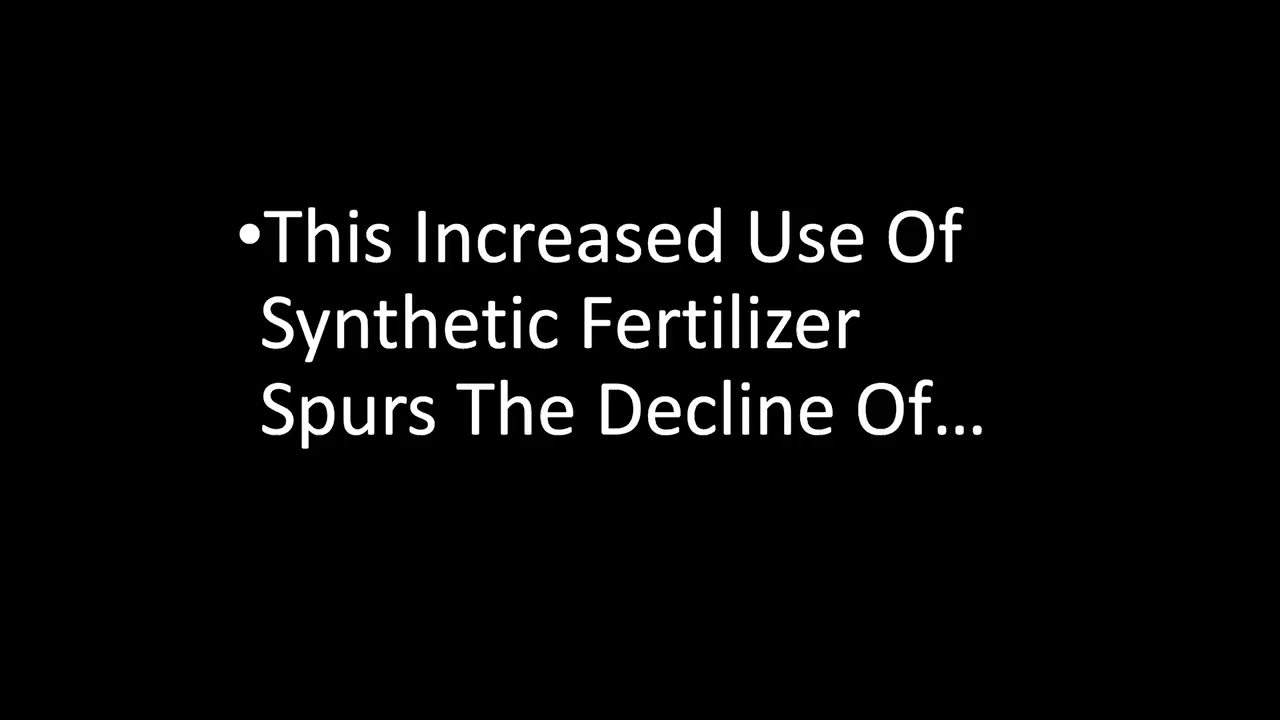 •This Increased Use Of
Synthetic Fertilizer
Spurs The Decline Of...